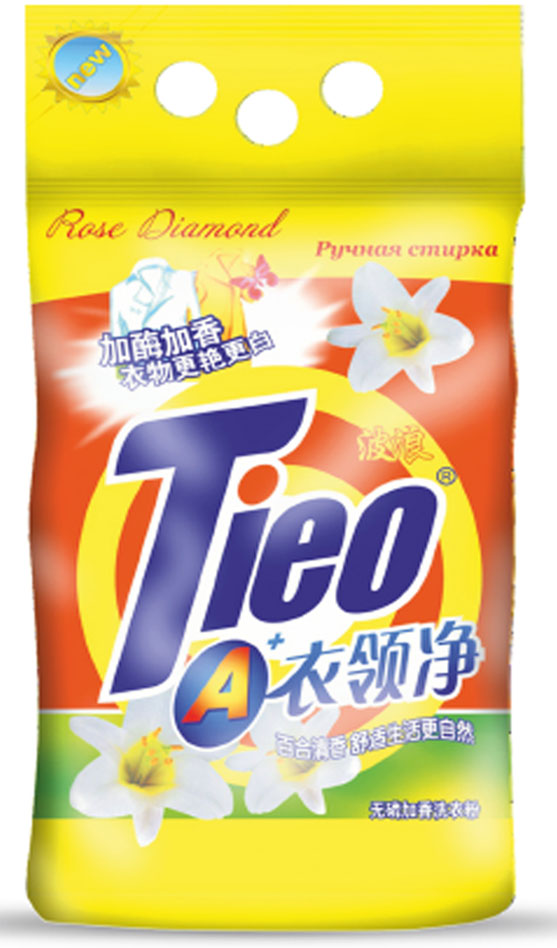 new
Rose Diamond
Ручная стирка
加酶加香
衣物更艳更白
波浪
Tieo®
A+ 衣领净
百合清香 舒适生活更自然
无磷加香洗衣粉